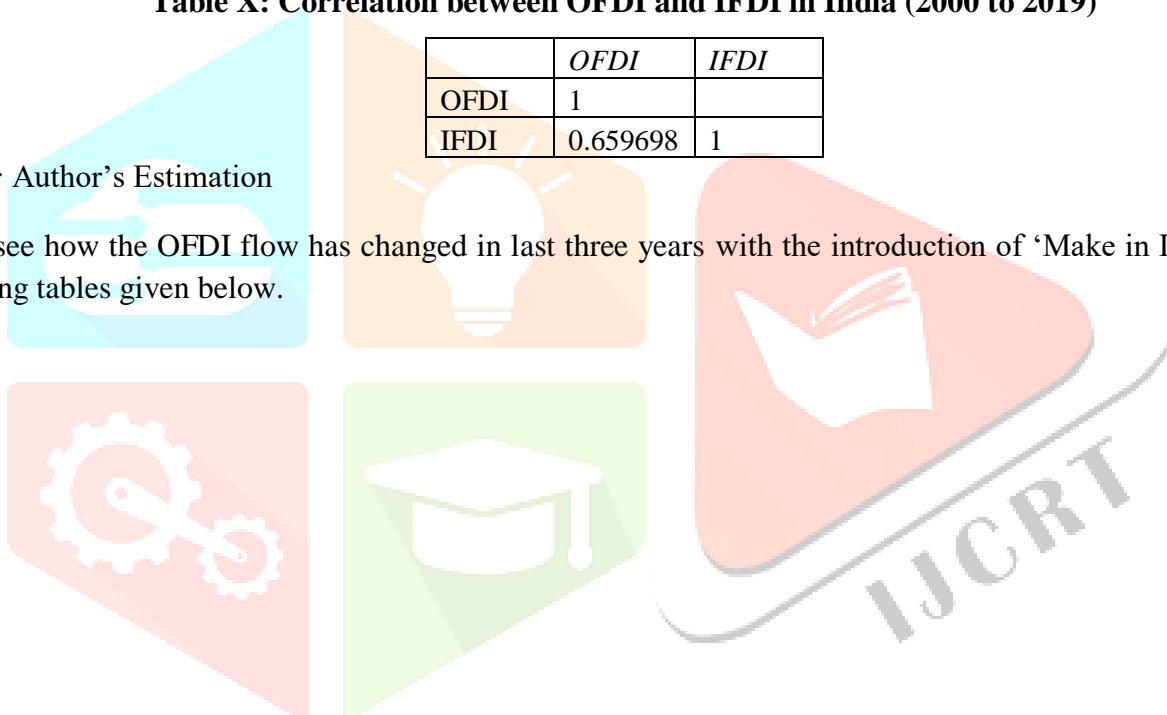 Table X: Correlation between OFDI and IFDI in India (2000 to 2019)
OFDI IFDI
OFDI 1
IFDI 0.659698 1
Author's Estimation
see how the OFDI flow has changed in last three years with the introduction of 'Make in I
ng tables given below.
IJCRT